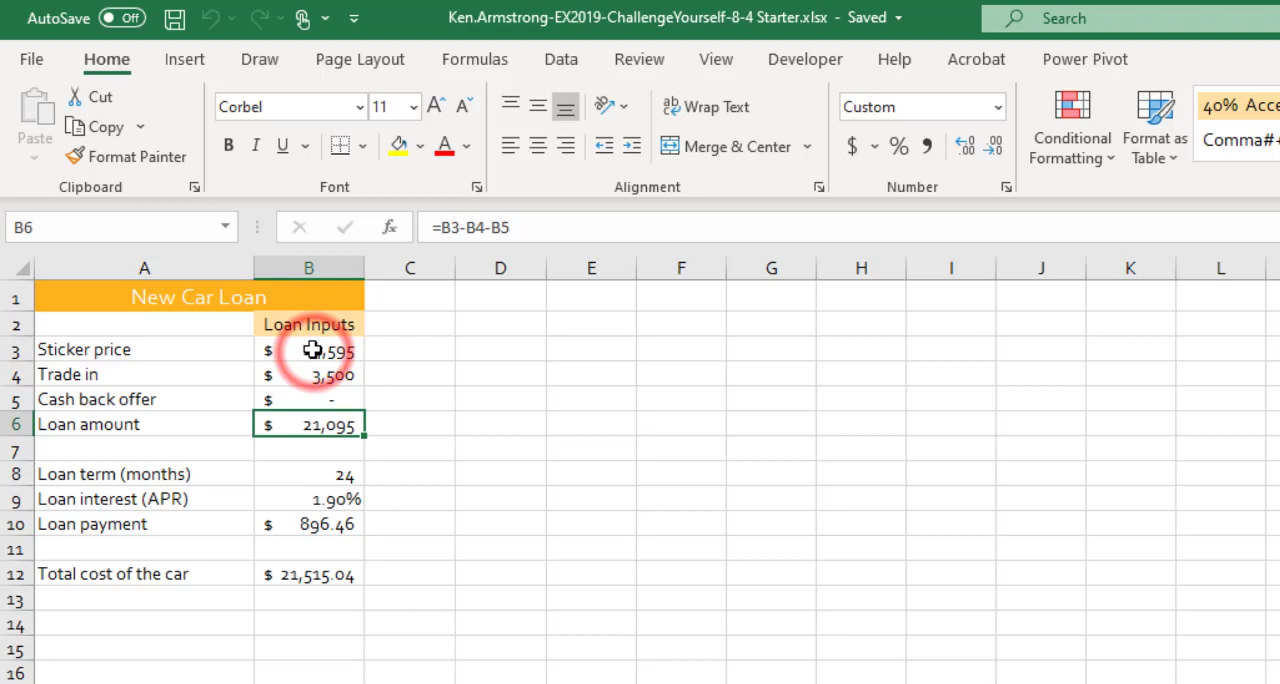 AutoSave Off Ken.Armstrong-EX2019-ChallengeYourself-8-4 Starter.xlsx - Saved Search
File Home Insert Draw Page Layout Formulas Data Review View Developer Help Acrobat Power Pivot
Paste Cut Copy Format Painter Clipboard
Corbel 11 A A B I U A Font
ab Wrap Text Merge & Center Alignment
Custom $ % 9 .00 .00 Number
Conditional Formatting Format as Table 40% Comma
B6 fx =B3-B4-B5
A B C D E F G H I J K L
1 New Car Loan
2 Loan Inputs
3 Sticker price $ ,595
4 Trade in $ 3,500
5 Cash back offer $ -
6 Loan amount $ 21,095
7
8 Loan term (months) 24
9 Loan interest (APR) 1.90%
10 Loan payment $ 896.46
11
12 Total cost of the car $ 21,515.04
13
14
15
16